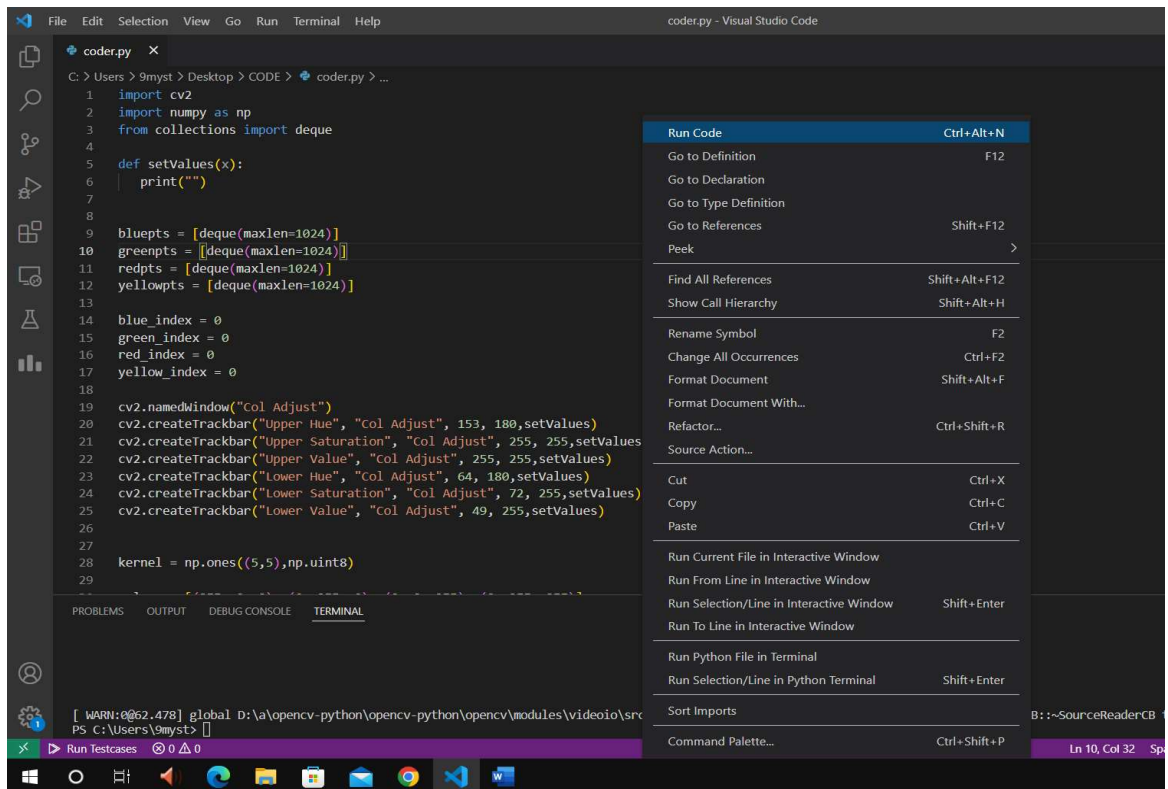 File Edit Selection View Go Run Terminal Help coder.py - Visual Studio Code
coder.py ×
C: > Users > 9myst > Desktop > CODE > coder.py > ...
1 import cv2
2 import numpy as np
3 from collections import deque
4
5 def setValues(x):
6 print("")
7
8
9 bluepts = [deque(maxlen=1024)]
10 greenpts = [deque(maxlen=1024)]
11 redpts = [deque(maxlen=1024)]
12 yellowpts = [deque(maxlen=1024)]
13
14 blue_index = 0
15 green_index = 0
16 red_index = 0
17 yellow_index = 0
18
19 cv2.namedWindow("Col Adjust")
20 cv2.createTrackbar("Upper Hue", "Col Adjust", 153, 180,setValues)
21 cv2.createTrackbar("Upper Saturation", "Col Adjust", 255, 255,setValues
22 cv2.createTrackbar("Upper Value", "Col Adjust", 255, 255,setValues)
23 cv2.createTrackbar("Lower Hue", "Col Adjust", 64, 180,setValues)
24 cv2.createTrackbar("Lower Saturation", "Col Adjust", 72, 255,setValues)
25 cv2.createTrackbar("Lower Value", "Col Adjust", 49, 255,setValues)
26
27
28 kernel = np.ones((5,5),np.uint8)
29
Run Code Ctrl+Alt+N
Go to Definition F12
Go to Declaration
Go to Type Definition
Go to References Shift+F12
Peek >
Find All References Shift+Alt+F12
Show Call Hierarchy Shift+Alt+H
Rename Symbol F2
Change All Occurrences Ctrl+F2
Format Document Shift+Alt+F
Format Document With...
Refactor... Ctrl+Shift+R
Source Action...
Cut Ctrl+X
Copy Ctrl+C
Paste Ctrl+V
Run Current File in Interactive Window
Run From Line in Interactive Window
Run Selection/Line in Interactive Window Shift+Enter
Run To Line in Interactive Window
Run Python File in Terminal
Run Selection/Line in Python Terminal Shift+Enter
Sort Imports
Command Palette... Ctrl+Shift+P
PROBLEMS OUTPUT DEBUG CONSOLE TERMINAL
[ WARN:0@62.478] global D:\a\opencv-python\opencv-python\opencv\modules\videoio\src B::~SourceReaderCB t
PS C:\Users\9myst>
Run Testcases 0 0 Ln 10, Col 32 Spa